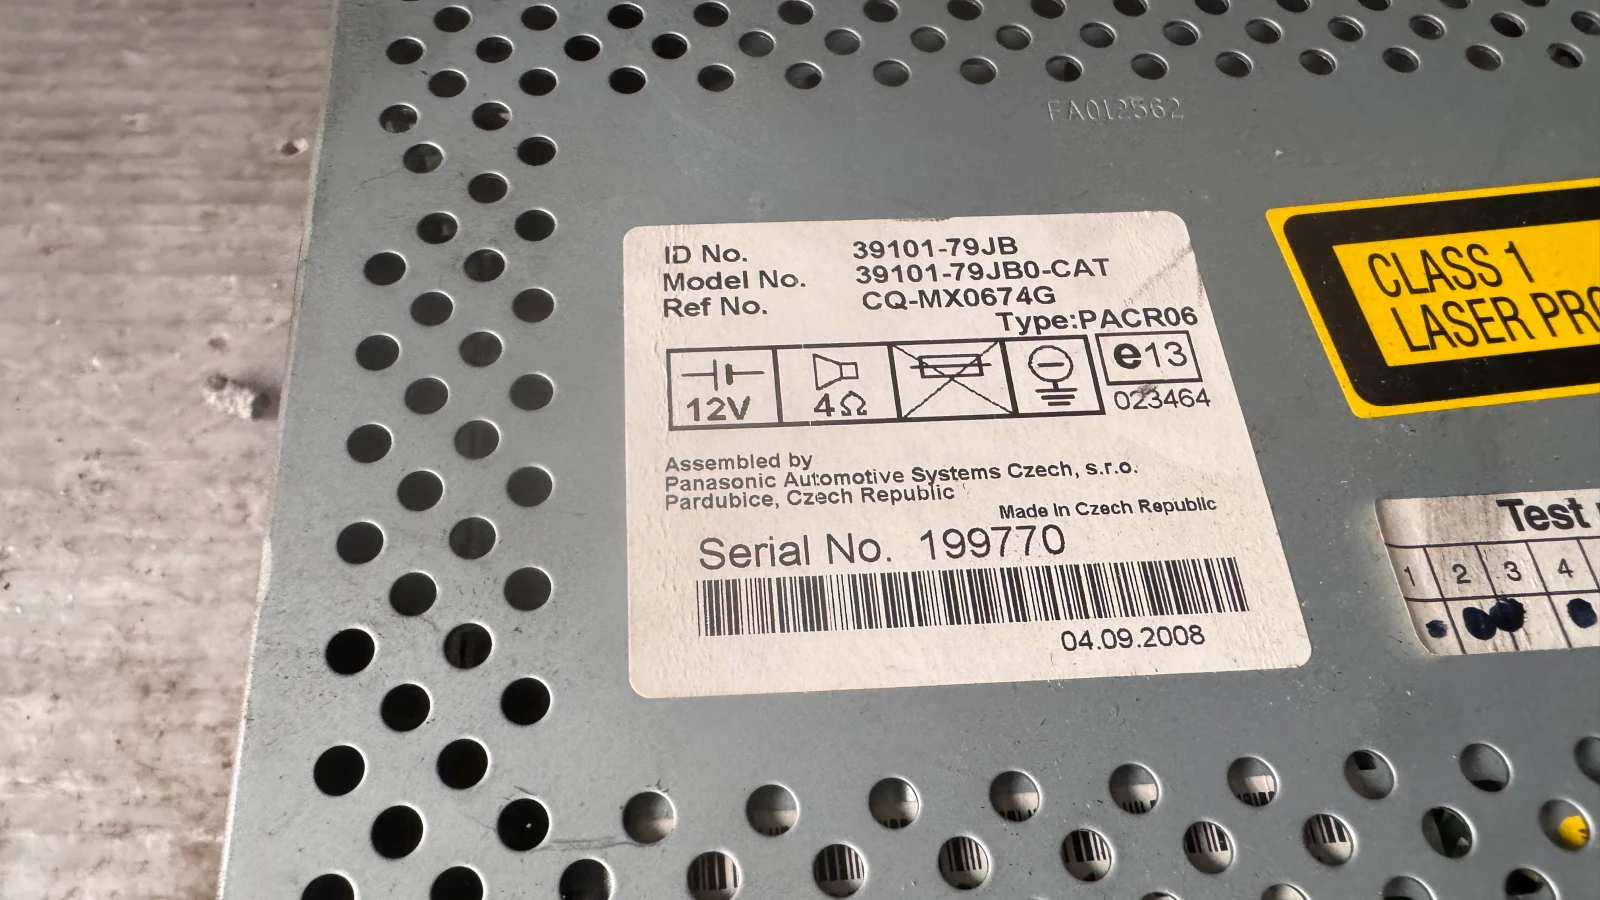 FA012562
ID No. 39101-79JB
Model No. 39101-79JB0-CAT
Ref No. CQ-MX0674G
Type:PACR06
12V 4Ω e13
023464
Assembled by
Panasonic Automotive Systems Czech, s.r.o.
Pardubice, Czech Republic
Made In Czech Republic
Serial No. 199770
04.09.2008
CLASS 1
LASER PRO
Test
1 2 3 4